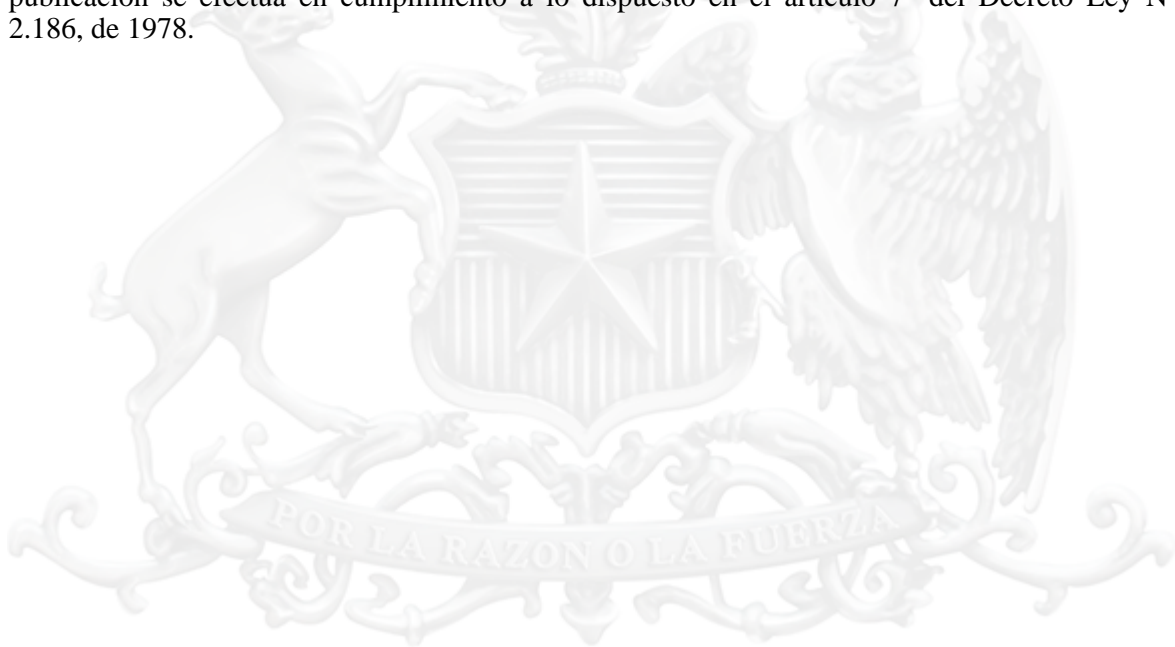 publicación se efectúa en cumplimiento a lo dispuesto en el artículo 7° del Decreto Ley N°
2.186, de 1978.
POR LA RAZON O LA FUERZA